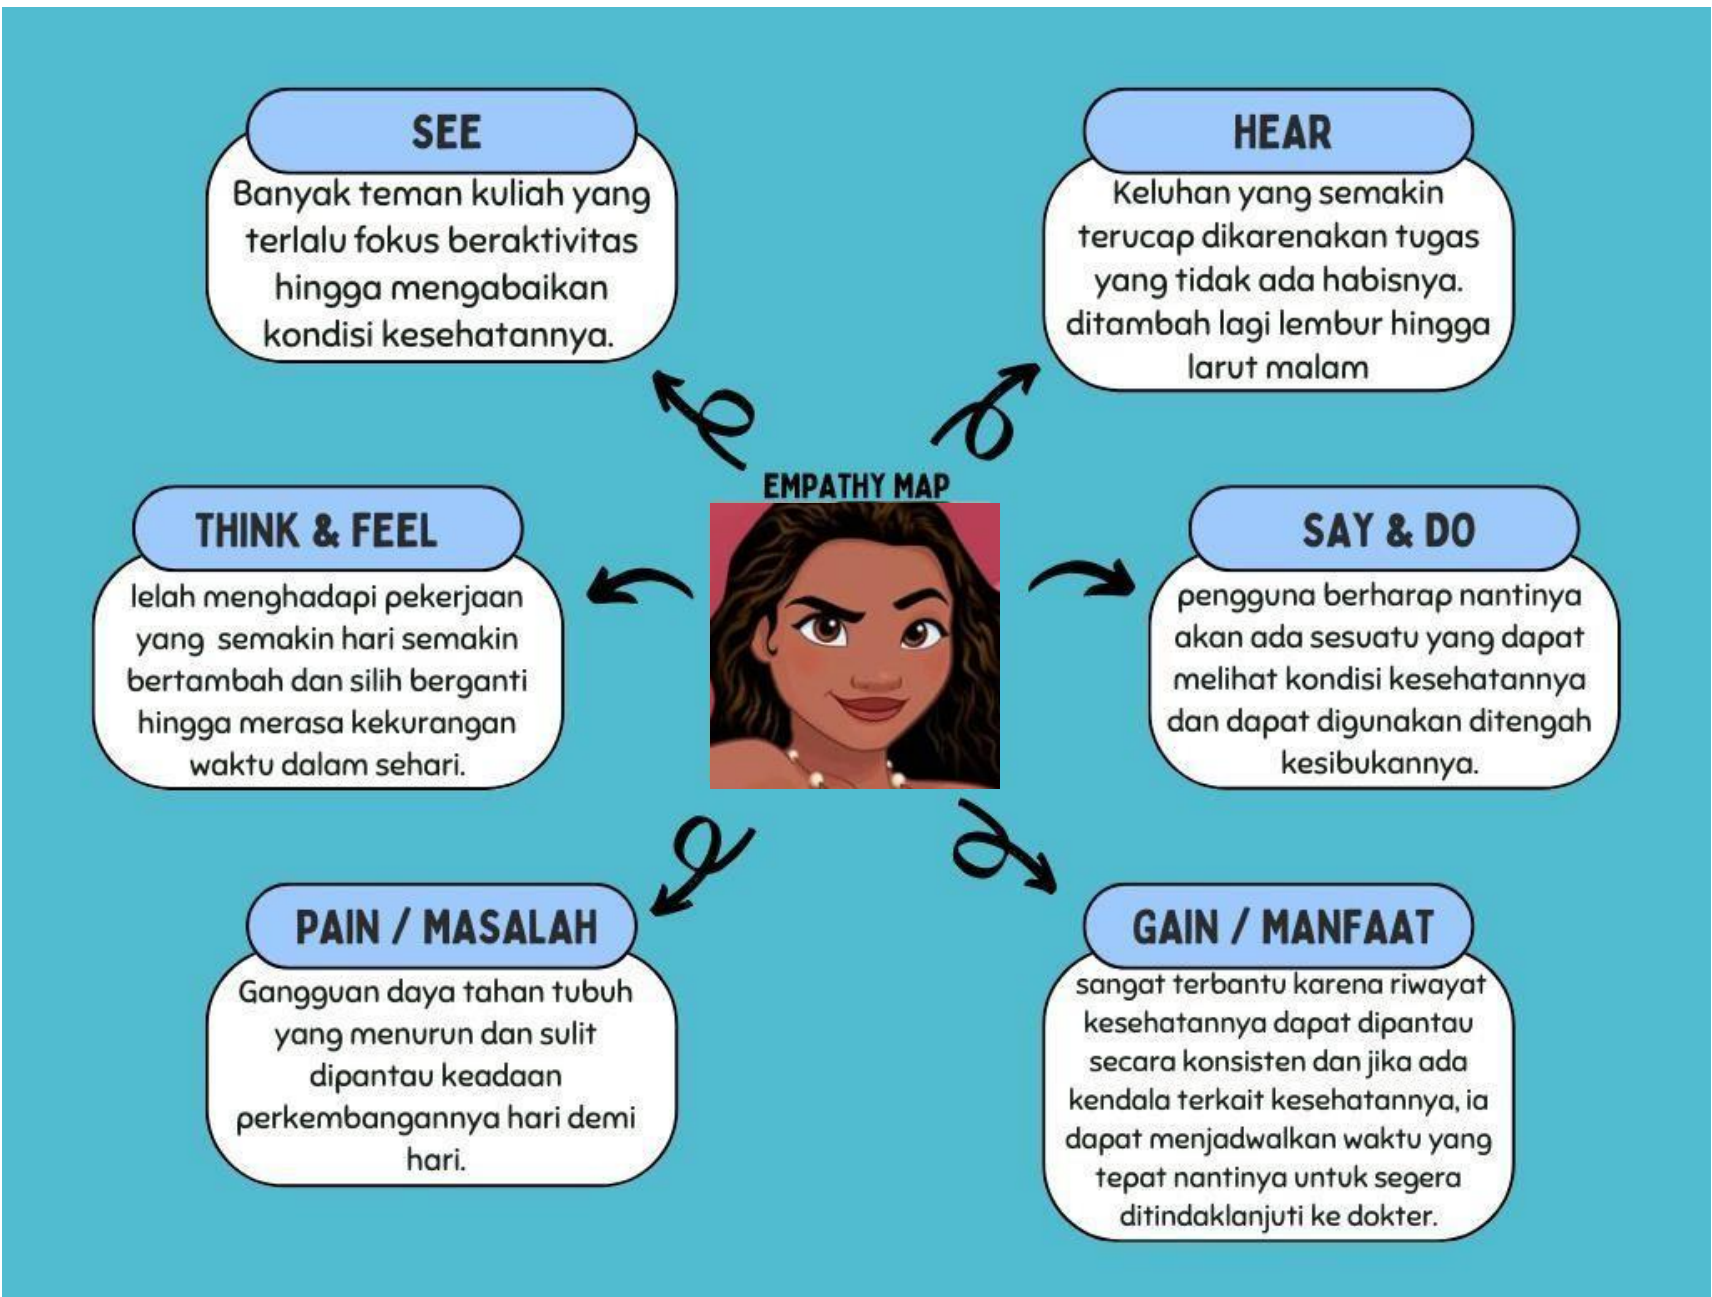 SEE
Banyak teman kuliah yang
terlalu fokus beraktivitas
hingga mengabaikan
kondisi kesehatannya.
HEAR
Keluhan yang semakin
terucap dikarenakan tugas
yang tidak ada habisnya.
ditambah lagi lembur hingga
larut malam
EMPATHY MAP
THINK & FEEL
lelah menghadapi pekerjaan
yang semakin hari semakin
bertambah dan silih berganti
hingga merasa kekurangan
waktu dalam sehari.
SAY & DO
pengguna berharap nantinya
akan ada sesuatu yang dapat
melihat kondisi kesehatannya
dan dapat digunakan ditengah
kesibukannya.
PAIN / MASALAH
Gangguan daya tahan tubuh
yang menurun dan sulit
dipantau keadaan
perkembangannya hari demi
hari.
GAIN / MANFAAT
sangat terbantu karena riwayat
kesehatannya dapat dipantau
secara konsisten dan jika ada
kendala terkait kesehatannya, ia
dapat menjadwalkan waktu yang
tepat nantinya untuk segera
ditindaklanjuti ke dokter.